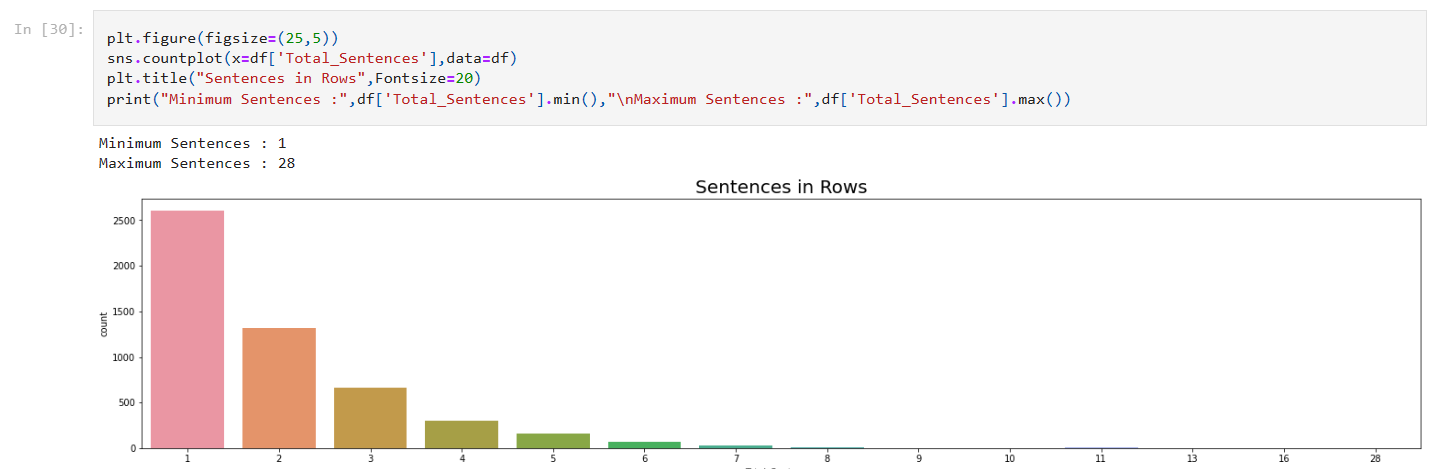 In [30]:
plt.figure(figsize=(25,5))
sns.countplot(x=df['Total_Sentences'],data=df)
plt.title("Sentences in Rows",Fontsize=20)
print("Minimum Sentences :",df['Total_Sentences'].min(),"\nMaximum Sentences :",df['Total_Sentences'].max())
Minimum Sentences : 1
Maximum Sentences : 28
Sentences in Rows
2500
2000
1500
1000
500
0
count
1 2 3 4 5 6 7 8 9 10 11 13 16 28